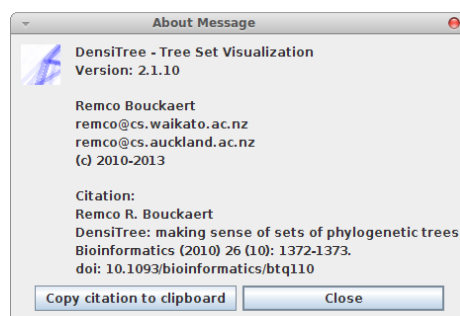 About Message
DensiTree - Tree Set Visualization
Version: 2.1.10
Remco Bouckaert
remco@cs.waikato.ac.nz
remco@cs.auckland.ac.nz
(c) 2010-2013
Citation:
Remco R. Bouckaert
DensiTree: making sense of sets of phylogenetic trees
Bioinformatics (2010) 26 (10): 1372-1373.
doi: 10.1093/bioinformatics/btq110
Copy citation to clipboard Close